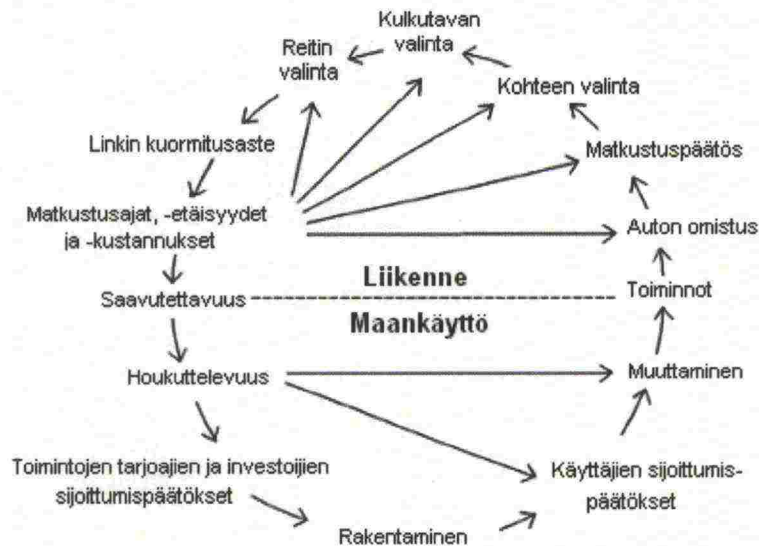 Kulkutavan
valinta
Reitin
valinta
Kohteen valinta
Linkin kuormitusaste
Matkustuspäätös
Matkustusajat, -etäisyydet
ja -kustannukset
Auton omistus
Liikenne
Saavutettavuus
Toiminnot
Maankäyttö
Houkuttelevuus
Muuttaminen
Toimintojen tarjoajien ja investoijien
sijoittumispäätökset
Käyttäjien sijoittumis-
päätökset
Rakentaminen